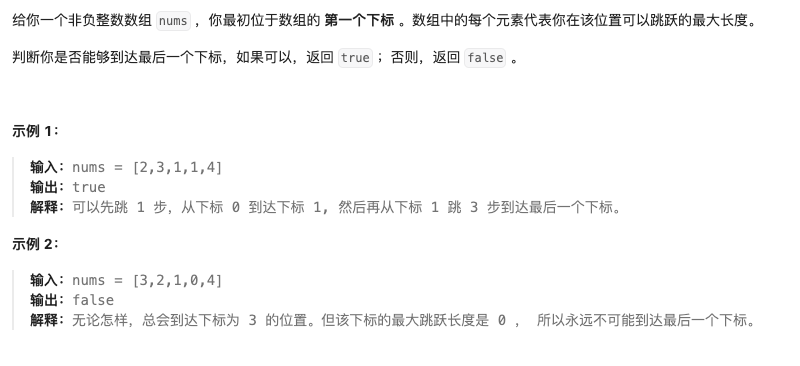 给你一个非负整数数组 nums ，你最初位于数组的 第一个下标 。数组中的每个元素代表你在该位置可以跳跃的最大长度。
判断你是否能够到达最后一个下标，如果可以，返回 true ；否则，返回 false 。
示例 1：
输入：nums = [2,3,1,1,4]
输出：true
解释：可以先跳 1 步，从下标 0 到达下标 1, 然后再从下标 1 跳 3 步到达最后一个下标。
示例 2：
输入：nums = [3,2,1,0,4]
输出：false
解释：无论怎样，总会到达下标为 3 的位置。但该下标的最大跳跃长度是 0 ， 所以永远不可能到达最后一个下标。